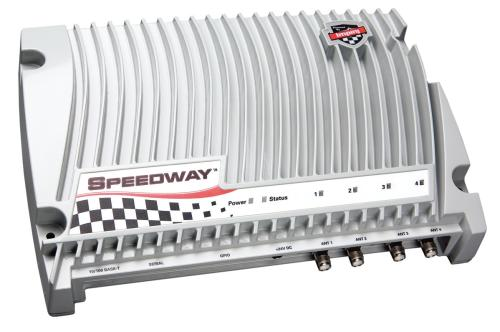 impinj
SPEEDWAY™
Power Status 1 2 3 4
10/100 BASE-T SERIAL GPIO +24V DC ANT 1 ANT 2 ANT 3 ANT 4